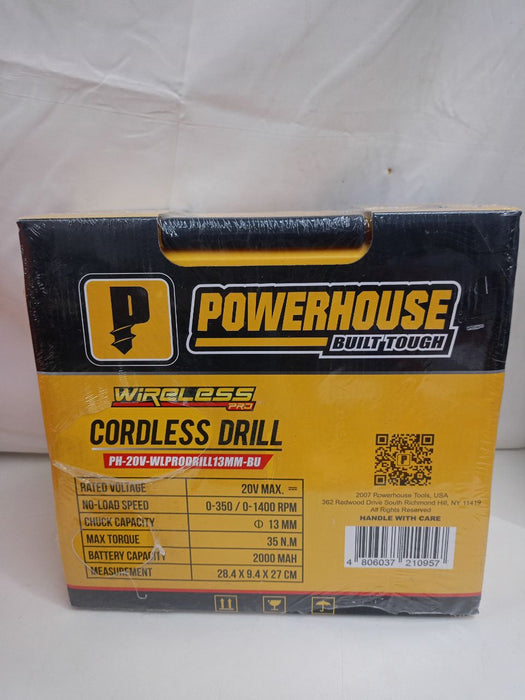 P
POWERHOUSE
BUILT TOUGH
WIRELESS
PRO
CORDLESS DRILL
PH-20V-WLPRODRILL13MM-BU
RATED VOLTAGE 20V MAX. ⎓
NO-LOAD SPEED 0-350 / 0-1400 RPM
CHUCK CAPACITY Φ 13 MM
MAX TORQUE 35 N.M
BATTERY CAPACITY 2000 MAH
MEASUREMENT 28.4 X 9.4 X 27 CM
2007 Powerhouse Tools, USA
362 Redwood Drive South Richmond Hill, NY 11419
All Rights Reserved
HANDLE WITH CARE
4 806037 210957